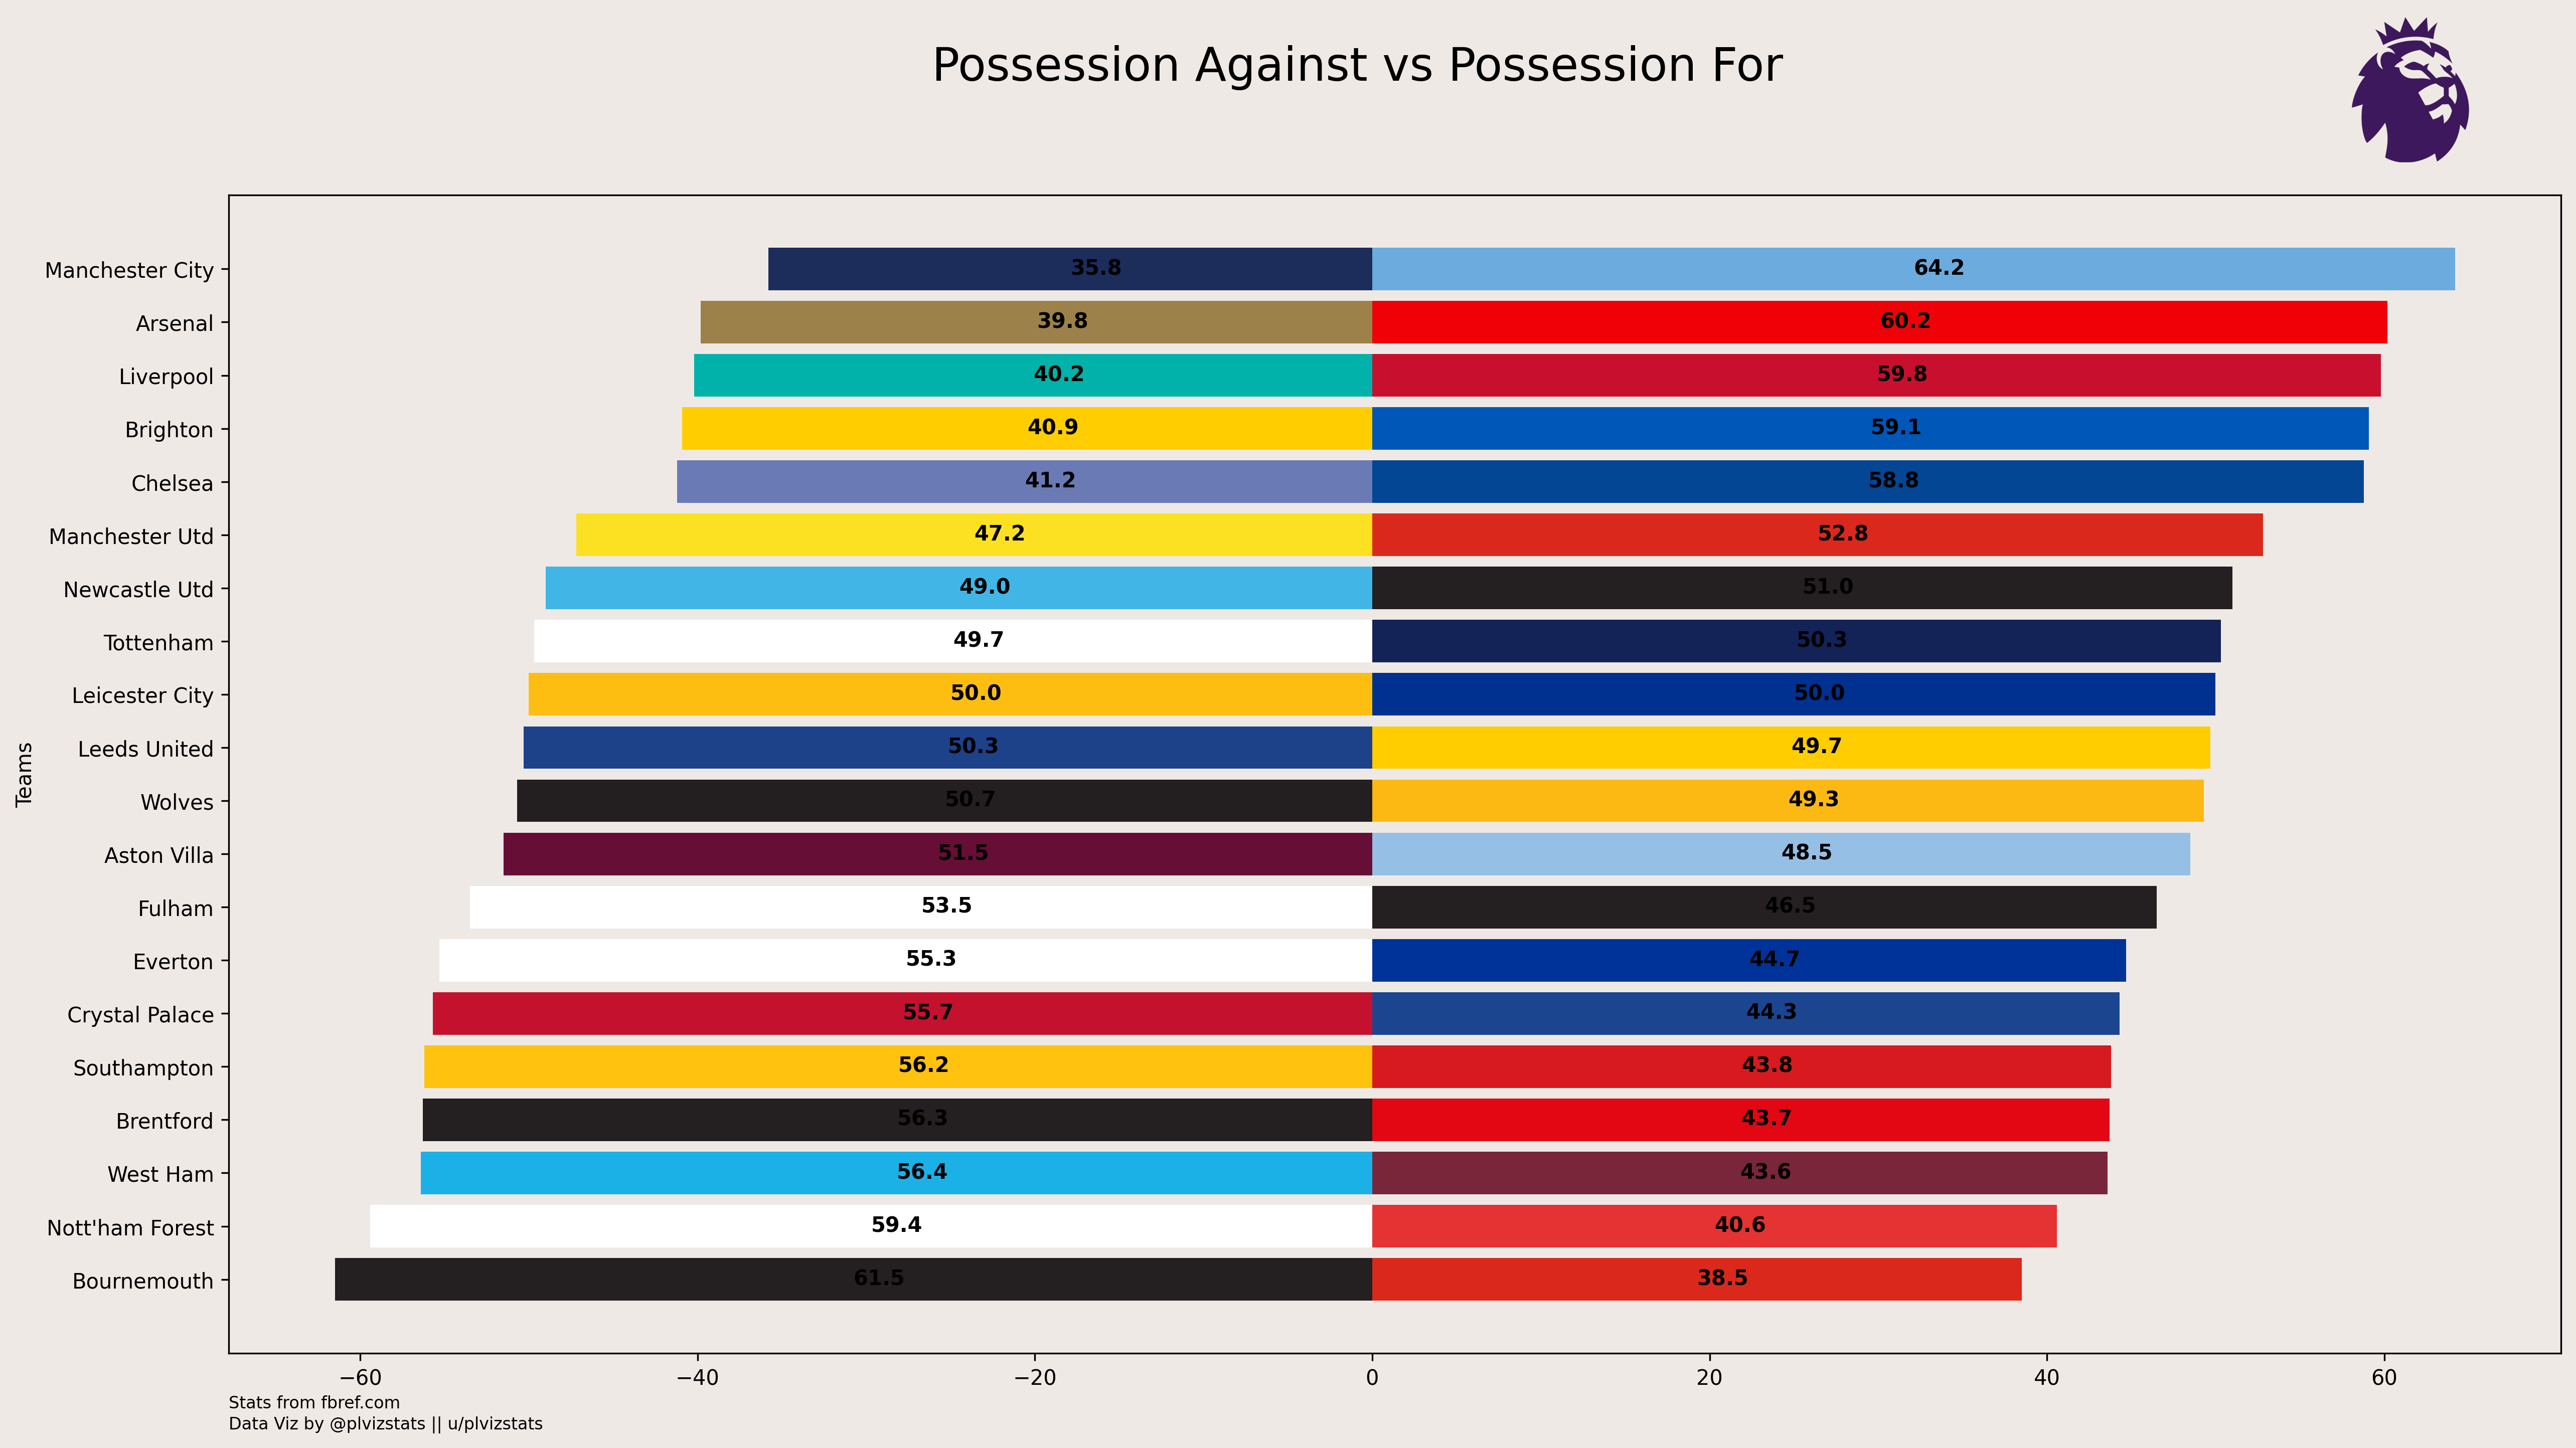 Possession Against vs Possession For
Teams
Manchester City 35.8 64.2
Arsenal 39.8 60.2
Liverpool 40.2 59.8
Brighton 40.9 59.1
Chelsea 41.2 58.8
Manchester Utd 47.2 52.8
Newcastle Utd 49.0 51.0
Tottenham 49.7 50.3
Leicester City 50.0 50.0
Leeds United 50.3 49.7
Wolves 50.7 49.3
Aston Villa 51.5 48.5
Fulham 53.5 46.5
Everton 55.3 44.7
Crystal Palace 55.7 44.3
Southampton 56.2 43.8
Brentford 56.3 43.7
West Ham 56.4 43.6
Nott'ham Forest 59.4 40.6
Bournemouth 61.5 38.5
−60 −40 −20 0 20 40 60
Stats from fbref.com
Data Viz by @plvizstats || u/plvizstats